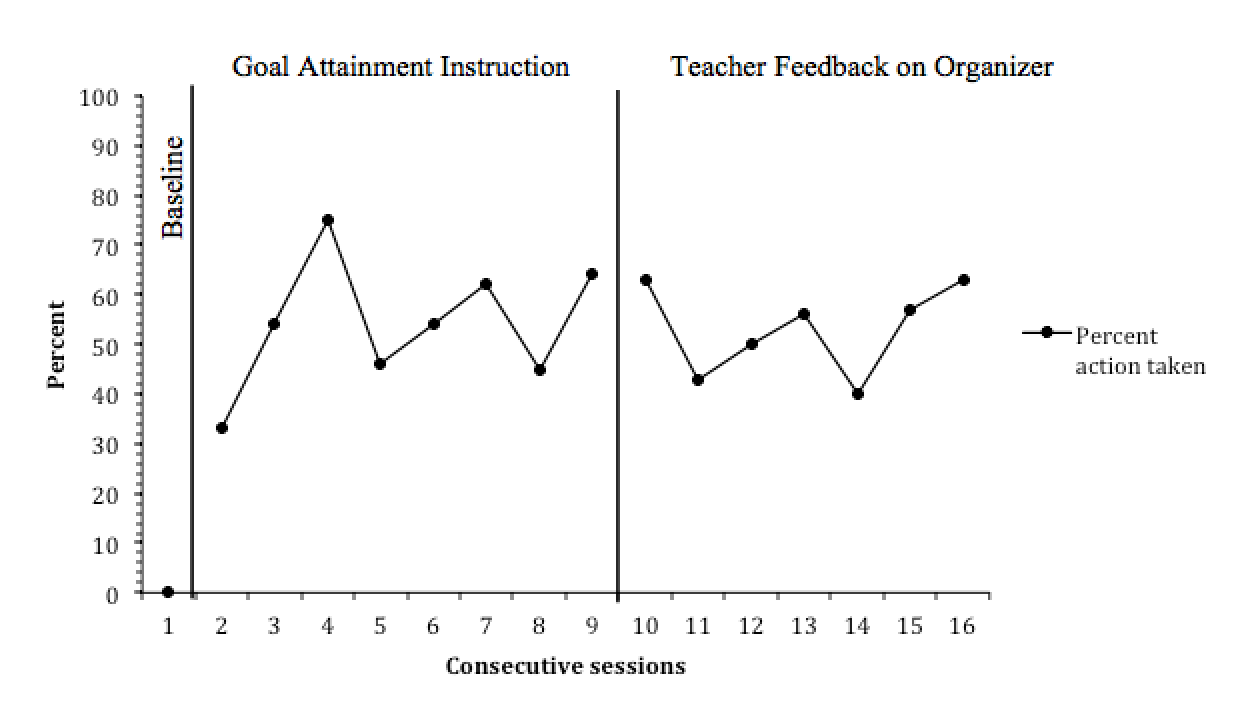 Goal Attainment Instruction
Teacher Feedback on Organizer
Baseline
Percent
100
90
80
70
60
50
40
30
20
10
0
1 2 3 4 5 6 7 8 9 10 11 12 13 14 15 16
Consecutive sessions
Percent
action taken